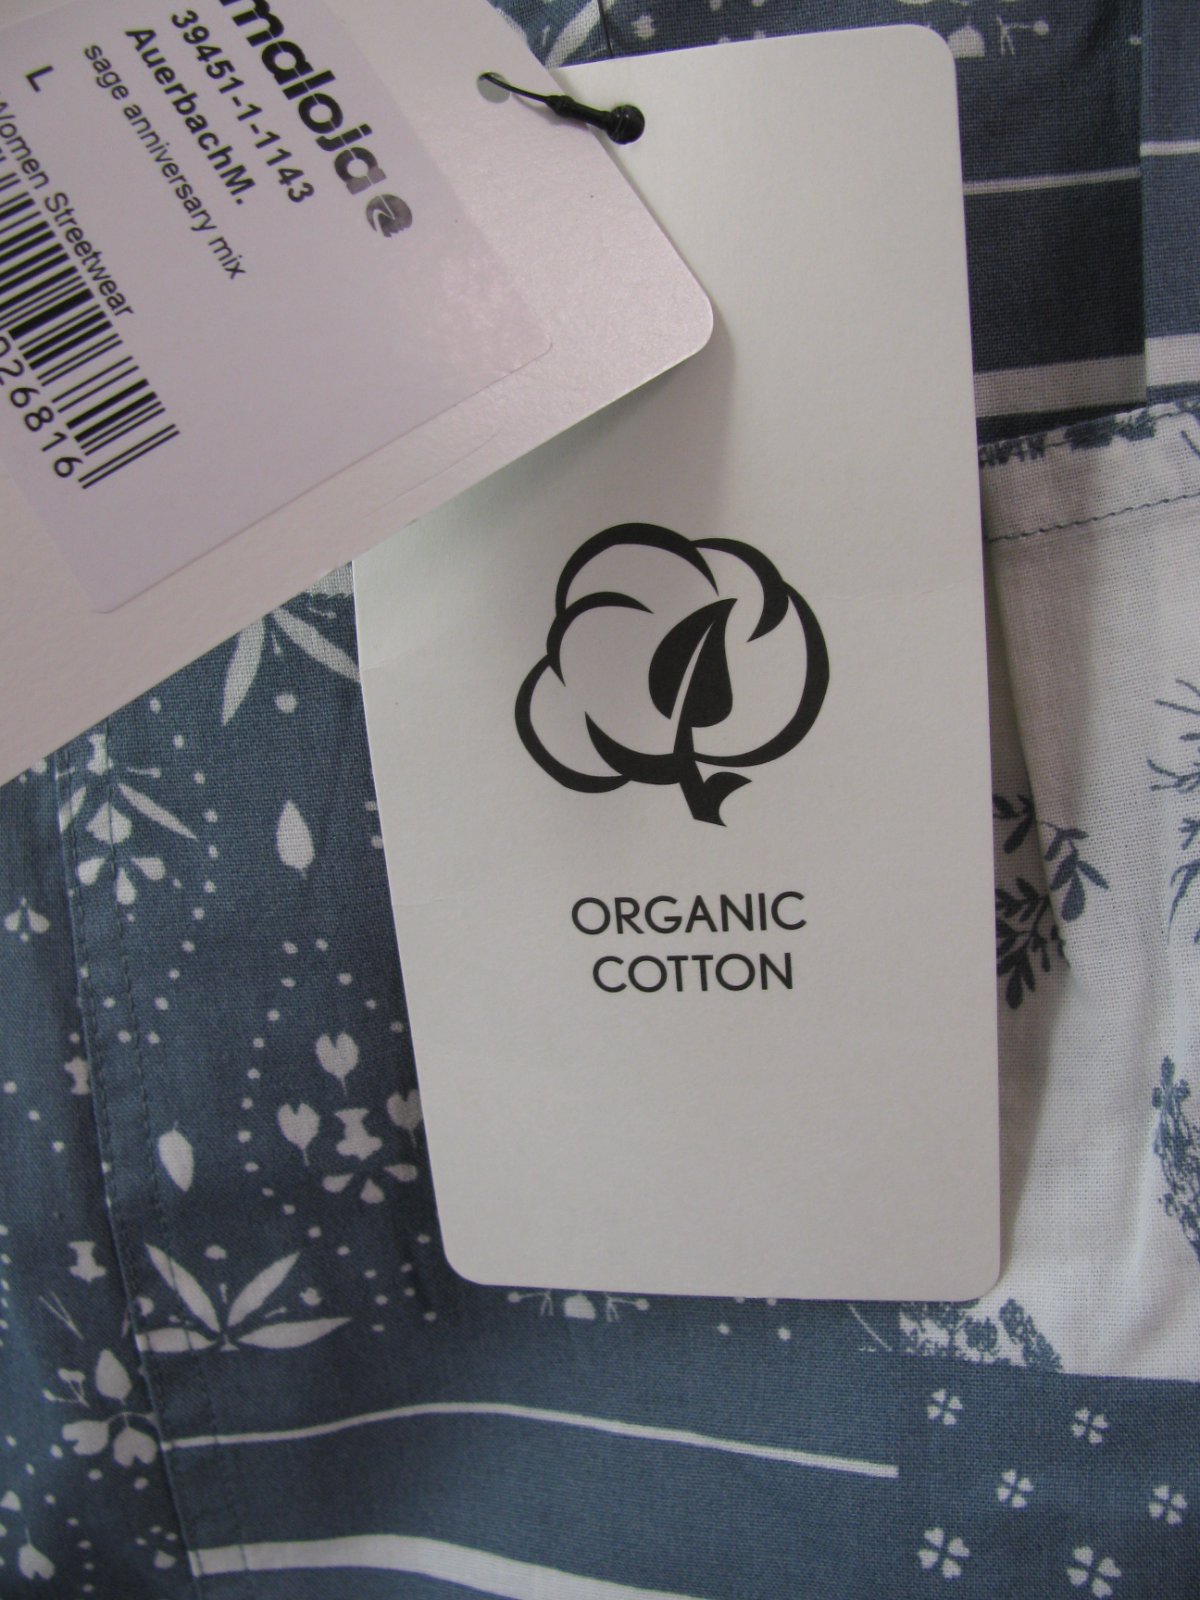 maloja
39451-1-1143
AuerbachM.
sage anniversary mix
L
Women Streetwear
26816
ORGANIC
COTTON